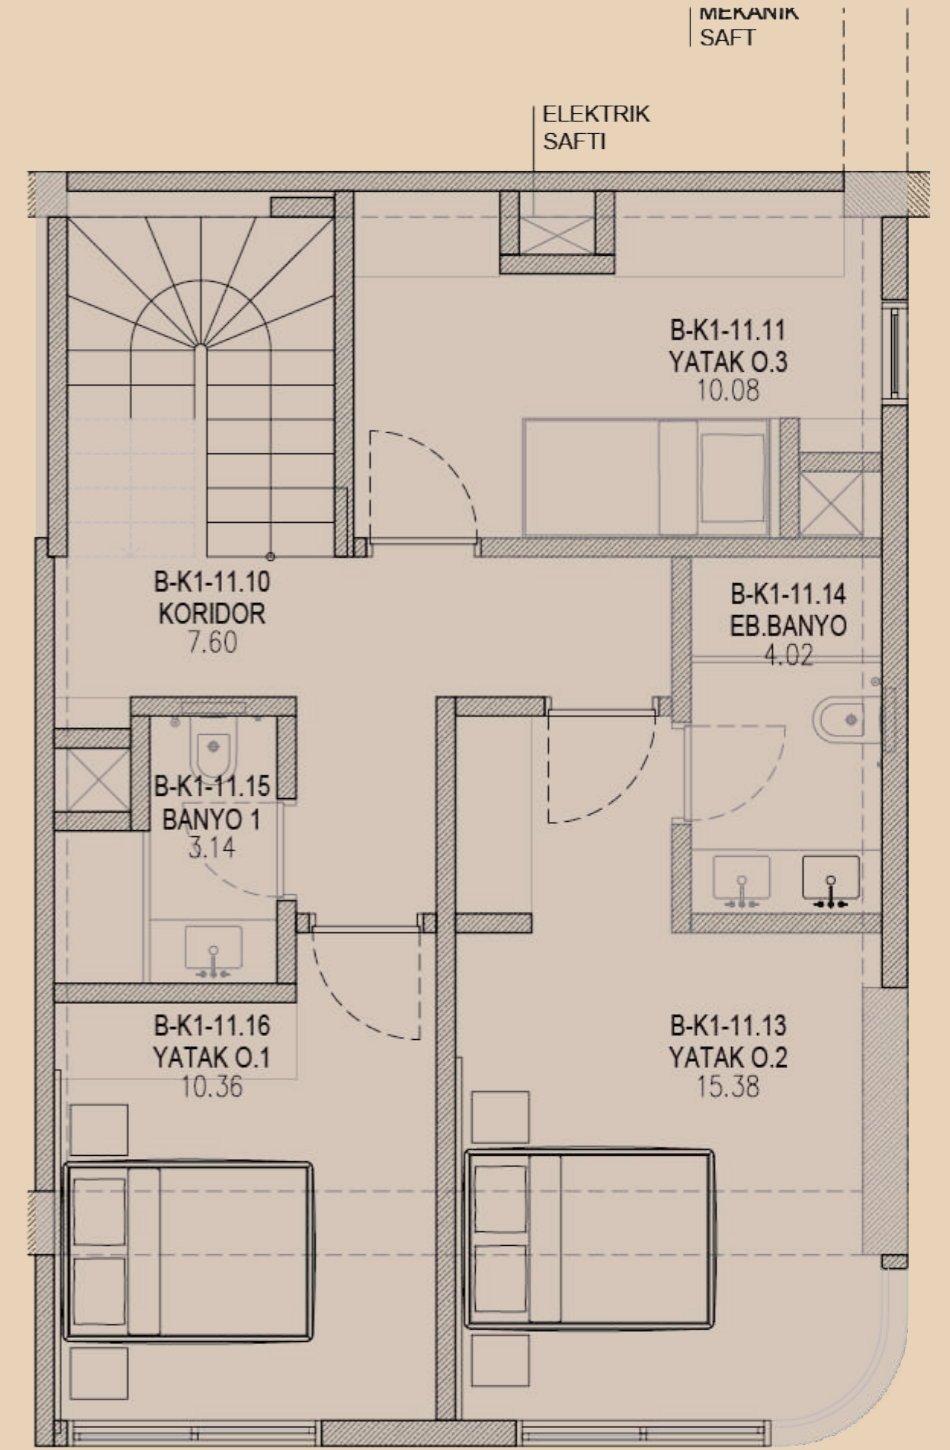 MEKANIK
SAFT
ELEKTRIK
SAFTI
B-K1-11.11
YATAK O.3
10.08
B-K1-11.10
KORIDOR
7.60
B-K1-11.14
EB.BANYO
4.02
B-K1-11.15
BANYO 1
3.14
B-K1-11.16
YATAK O.1
10.36
B-K1-11.13
YATAK O.2
15.38